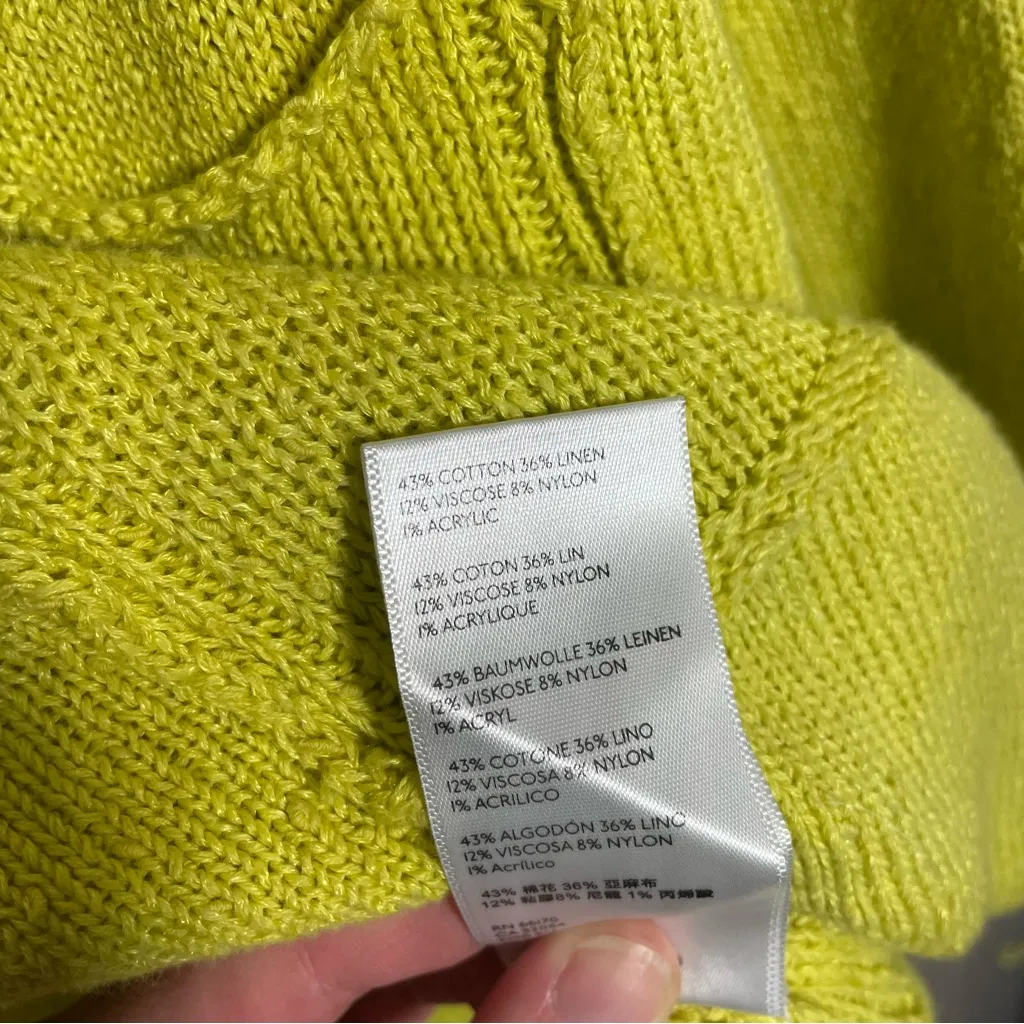 43% COTTON 36% LINEN
12% VISCOSE 8% NYLON
1% ACRYLIC
43% COTON 36% LIN
12% VISCOSE 8% NYLON
1% ACRYLIQUE
43% BAUMWOLLE 36% LEINEN
12% VISKOSE 8% NYLON
1% ACRYL
43% COTONE 36% LINO
12% VISCOSA 8% NYLON
1% ACRILICO
43% ALGODÓN 36% LINO
12% VISCOSA 8% NYLON
1% Acrílico
43% 棉花 36% 亞麻布
12% 粘膠8% 尼龍 1% 丙烯酸
RN 66170